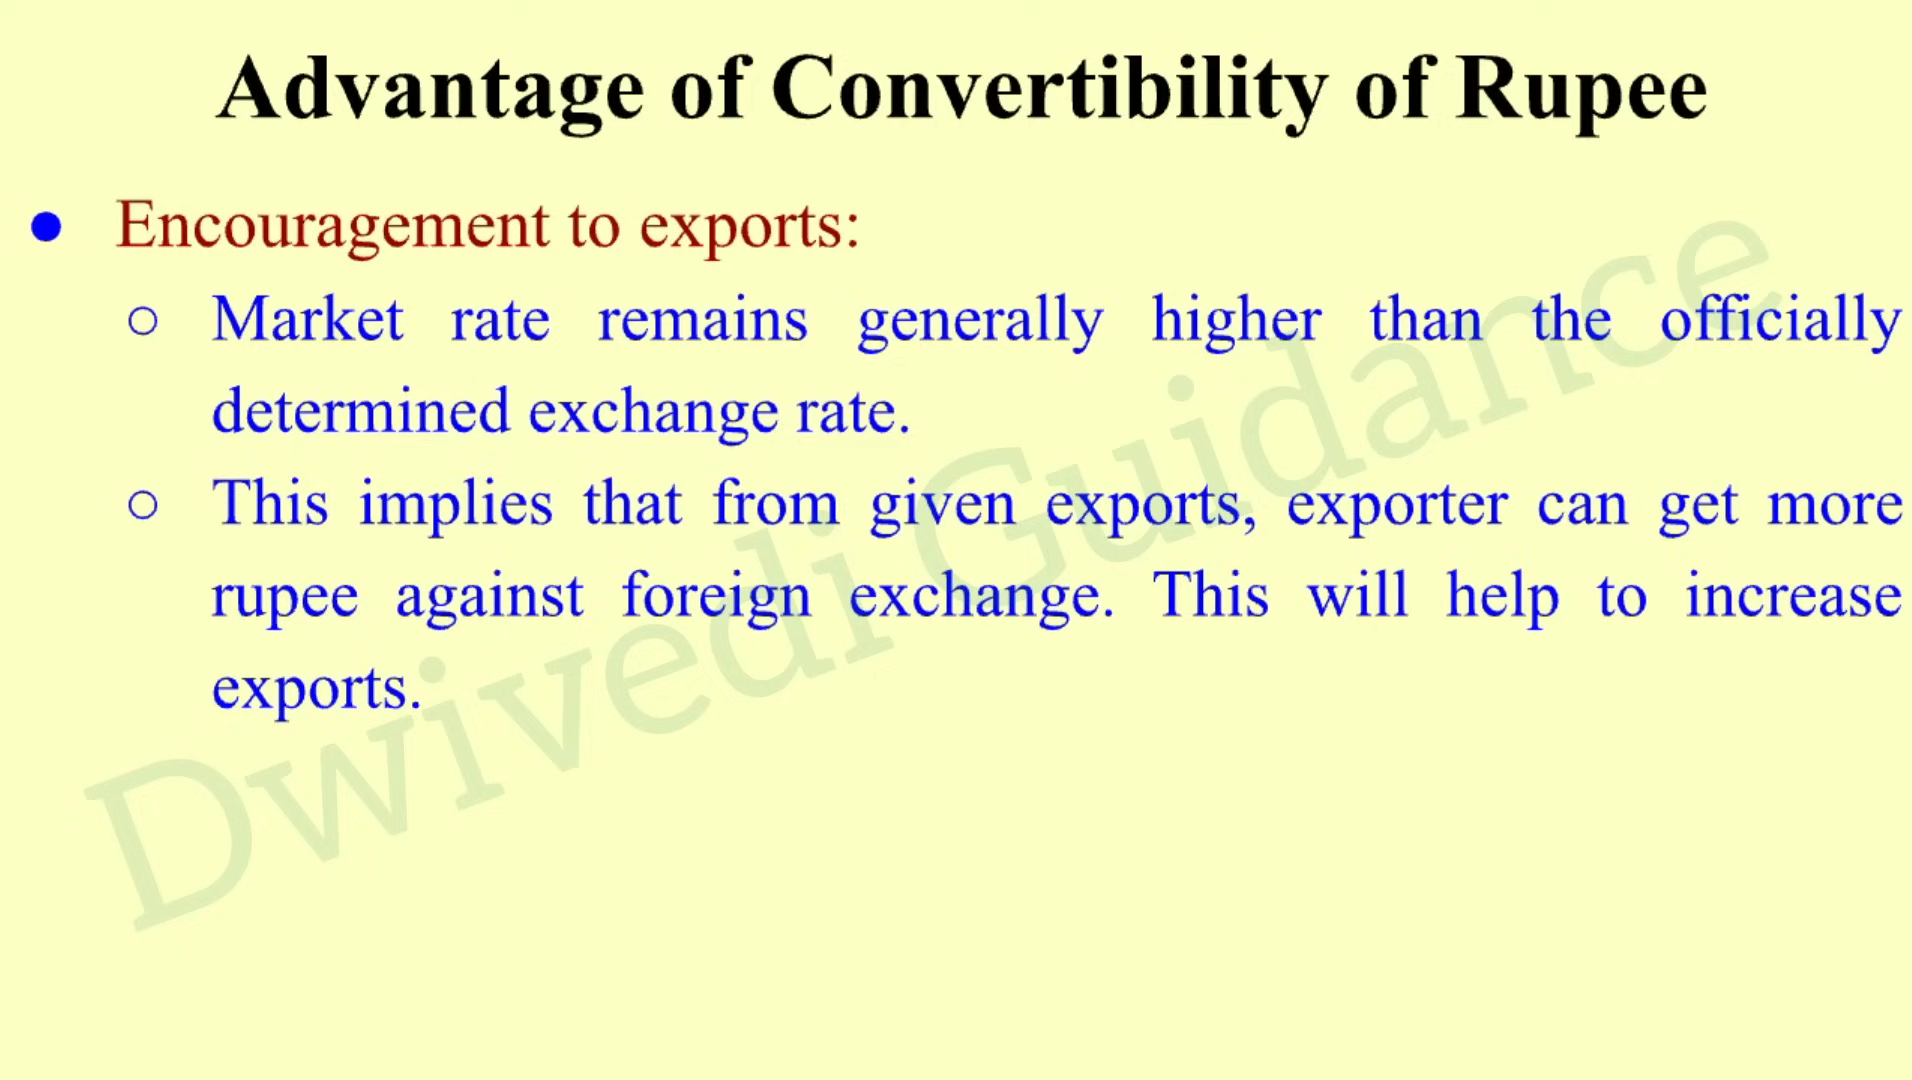 Advantage of Convertibility of Rupee
● Encouragement to exports:
○ Market rate remains generally higher than the officially
determined exchange rate.
○ This implies that from given exports, exporter can get more
rupee against foreign exchange. This will help to increase
exports.
Dwivedi Guidance